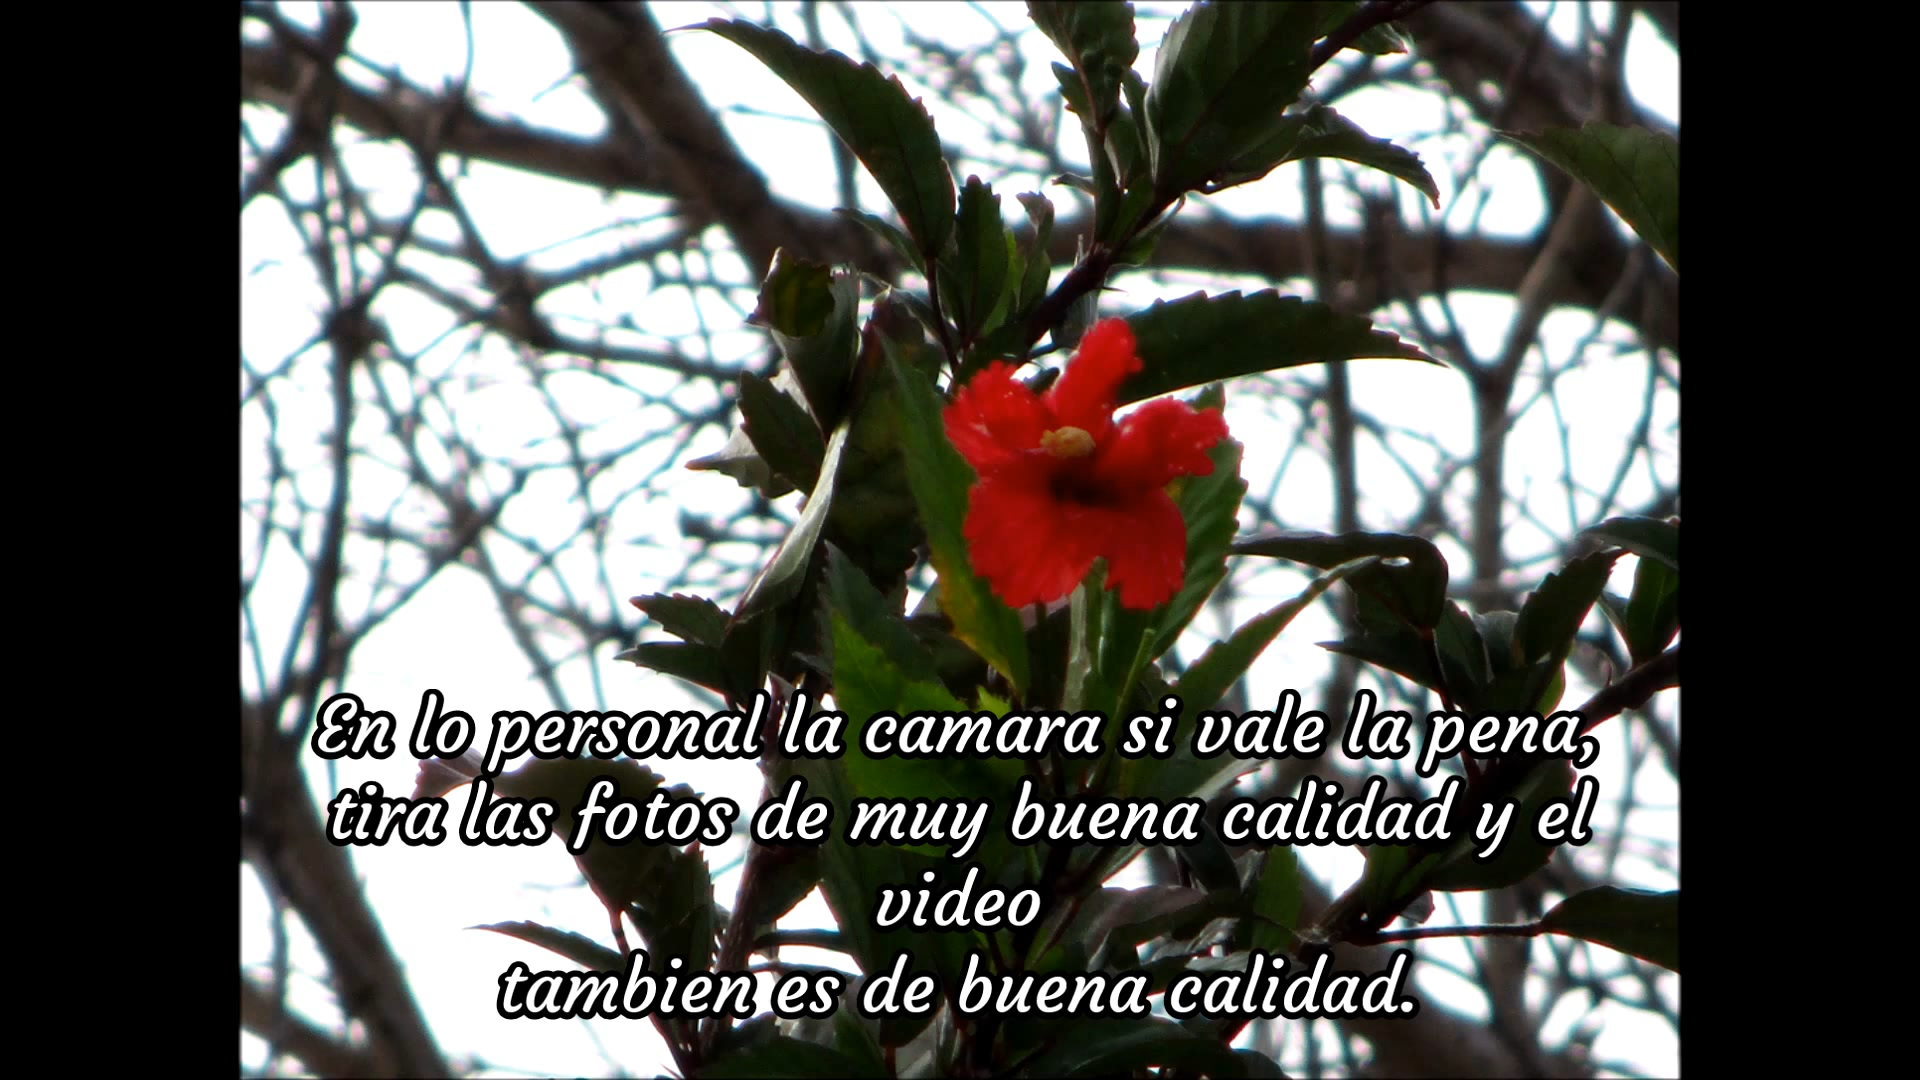 En lo personal la camara si vale la pena,
tira las fotos de muy buena calidad y el
video
tambien es de buena calidad.